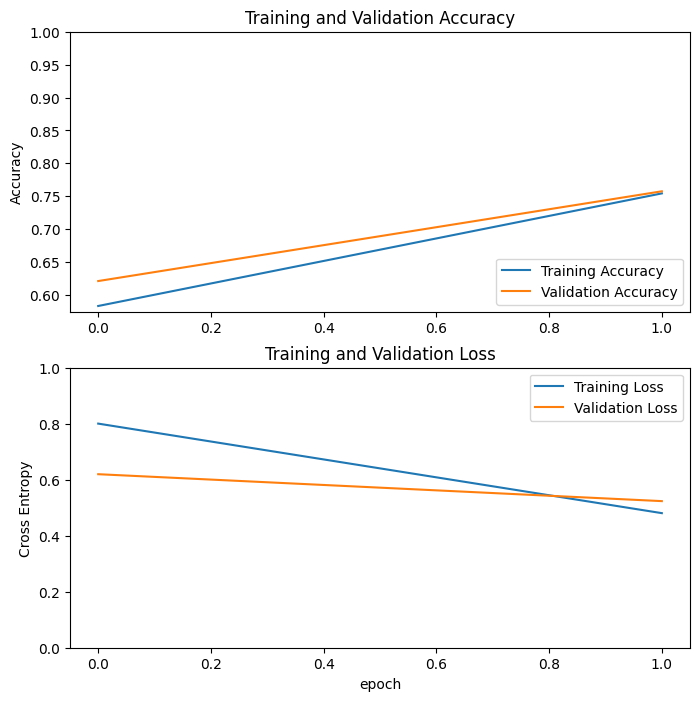 Training and Validation Accuracy
1.00
0.95
0.90
0.85
0.80
0.75
0.70
0.65
0.60
Accuracy
Training Accuracy
Validation Accuracy
0.0 0.2 0.4 0.6 0.8 1.0
Training and Validation Loss
1.0
0.8
0.6
0.4
0.2
0.0
Cross Entropy
Training Loss
Validation Loss
0.0 0.2 0.4 0.6 0.8 1.0
epoch